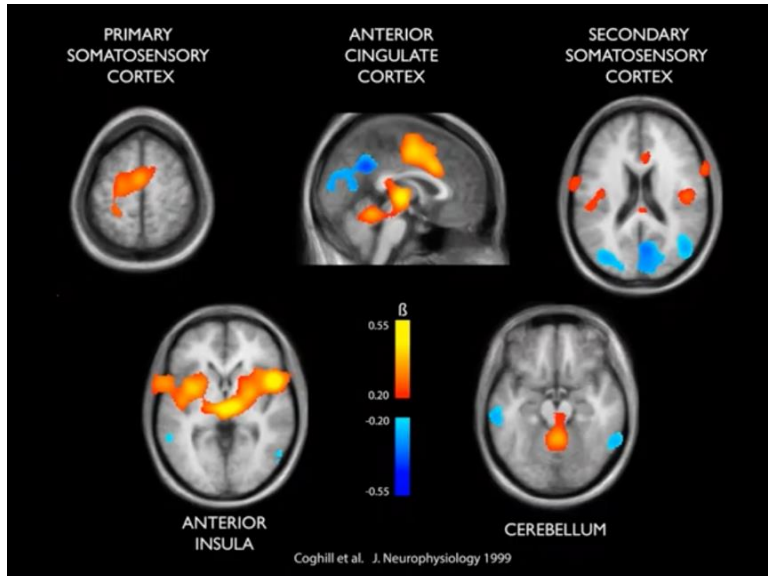 PRIMARY
SOMATOSENSORY
CORTEX
ANTERIOR
CINGULATE
CORTEX
SECONDARY
SOMATOSENSORY
CORTEX
ß
0.55
0.20
-0.20
-0.55
ANTERIOR
INSULA
CEREBELLUM
Coghill et al. J. Neurophysiology 1999